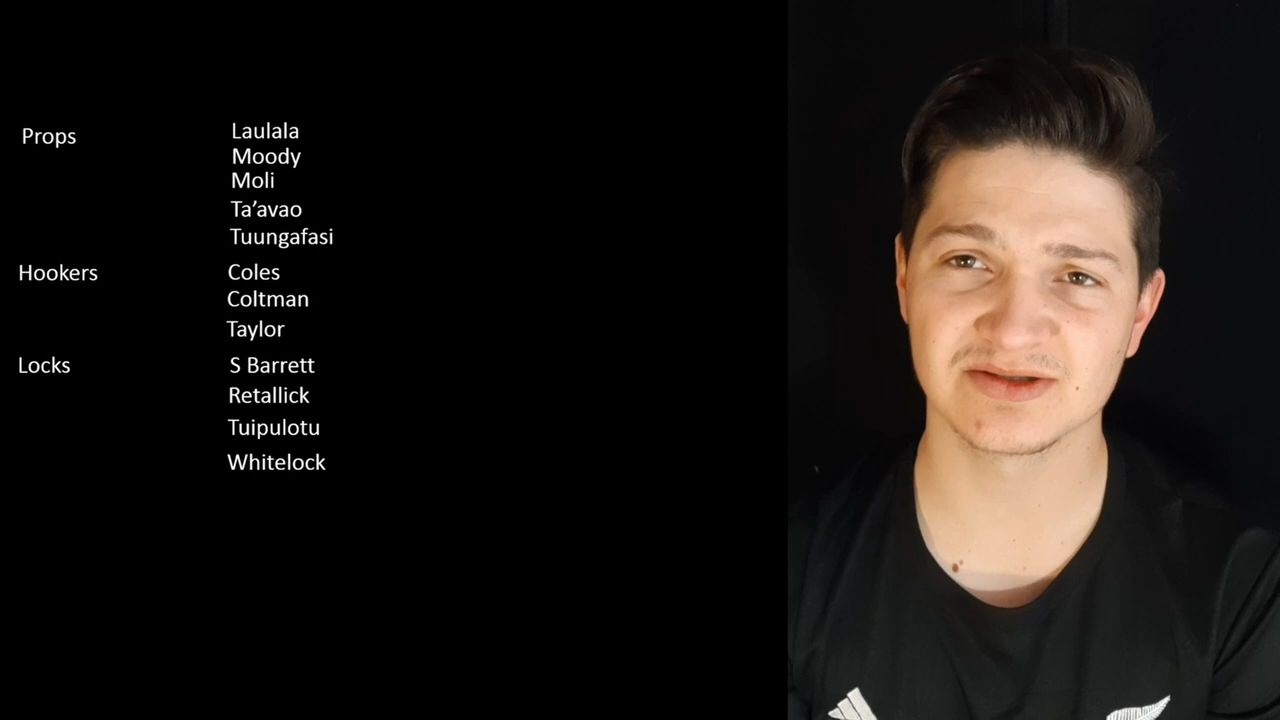 Props
Laulala
Moody
Moli
Ta’avao
Tuungafasi
Hookers
Coles
Coltman
Taylor
Locks
S Barrett
Retallick
Tuipulotu
Whitelock